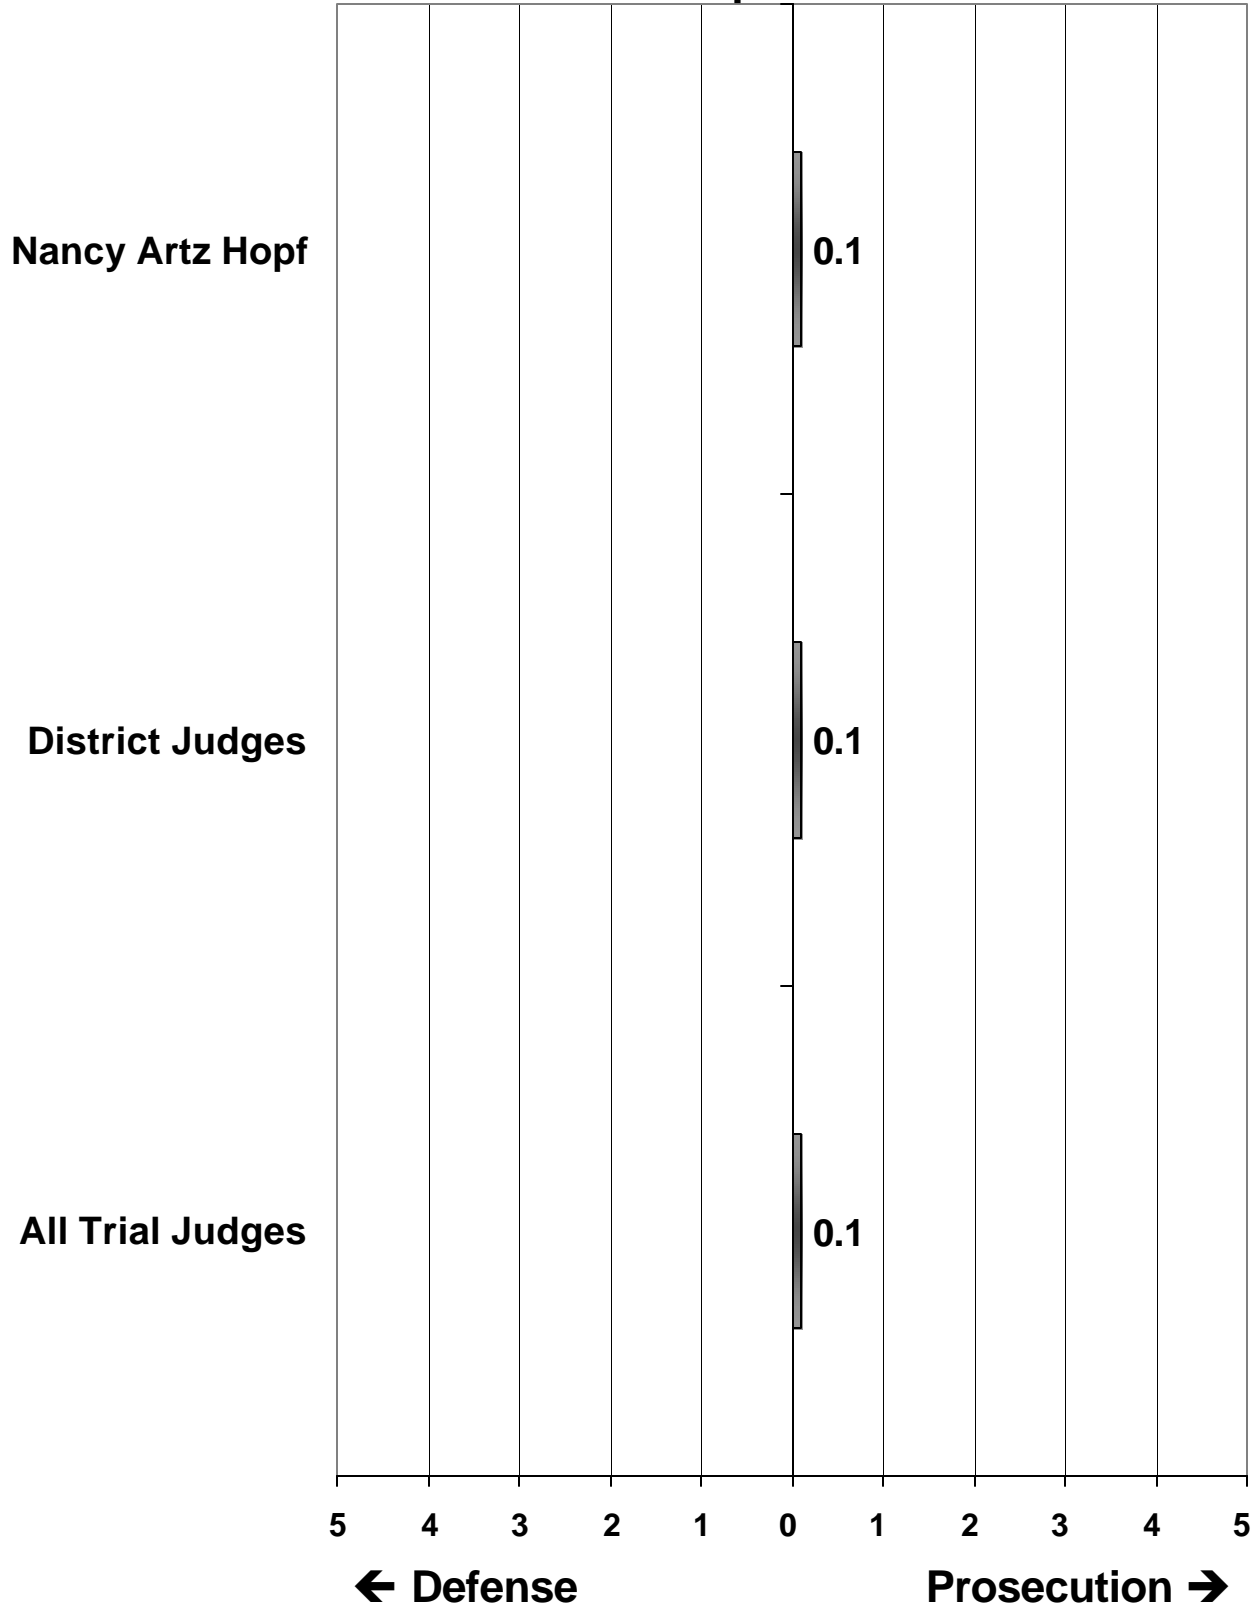 Nancy Artz Hopf 0.1
District Judges 0.1
All Trial Judges 0.1
5 4 3 2 1 0 1 2 3 4 5
← Defense Prosecution →